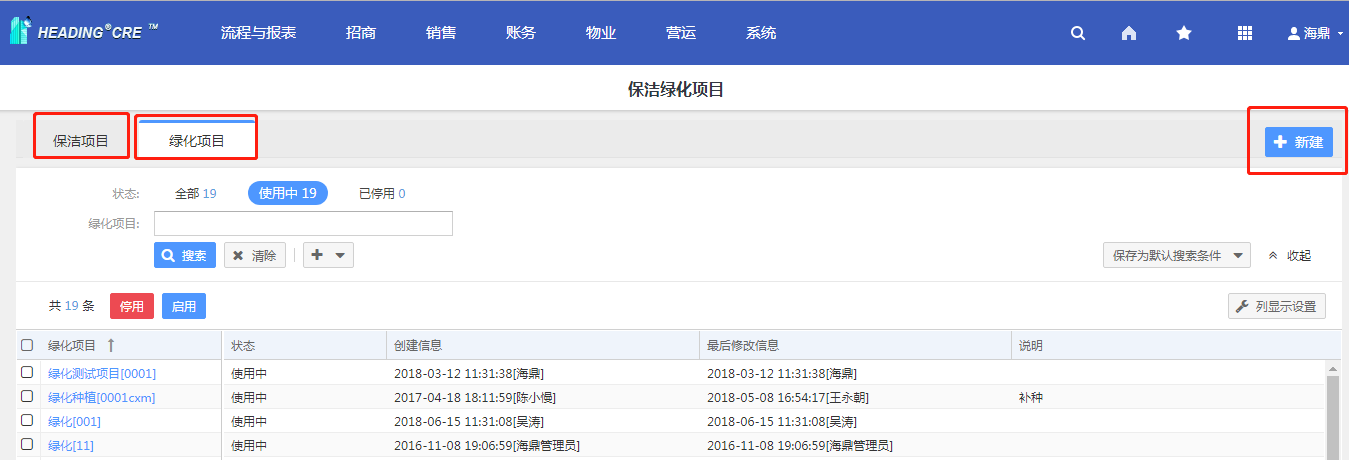 HEADING®CRE ™ 流程与报表 招商 销售 账务 物业 营运 系统 海鼎
保洁绿化项目
保洁项目 绿化项目 新建
状态: 全部 19 使用中 19 已停用 0
绿化项目:
搜索 清除 保存为默认搜索条件 收起
共 19 条 停用 启用 列显示设置
绿化项目 状态 创建信息 最后修改信息 说明
绿化测试项目[0001] 使用中 2018-03-12 11:31:38[海鼎] 2018-03-12 11:31:38[海鼎]
绿化种植[0001cxm] 使用中 2017-04-18 18:11:59[陈小慢] 2018-05-08 16:54:17[王永朝] 补种
绿化[001] 使用中 2018-06-15 11:31:08[吴涛] 2018-06-15 11:31:08[吴涛]
绿化[11] 使用中 2016-11-08 19:06:59[海鼎管理员] 2016-11-08 19:06:59[海鼎管理员]